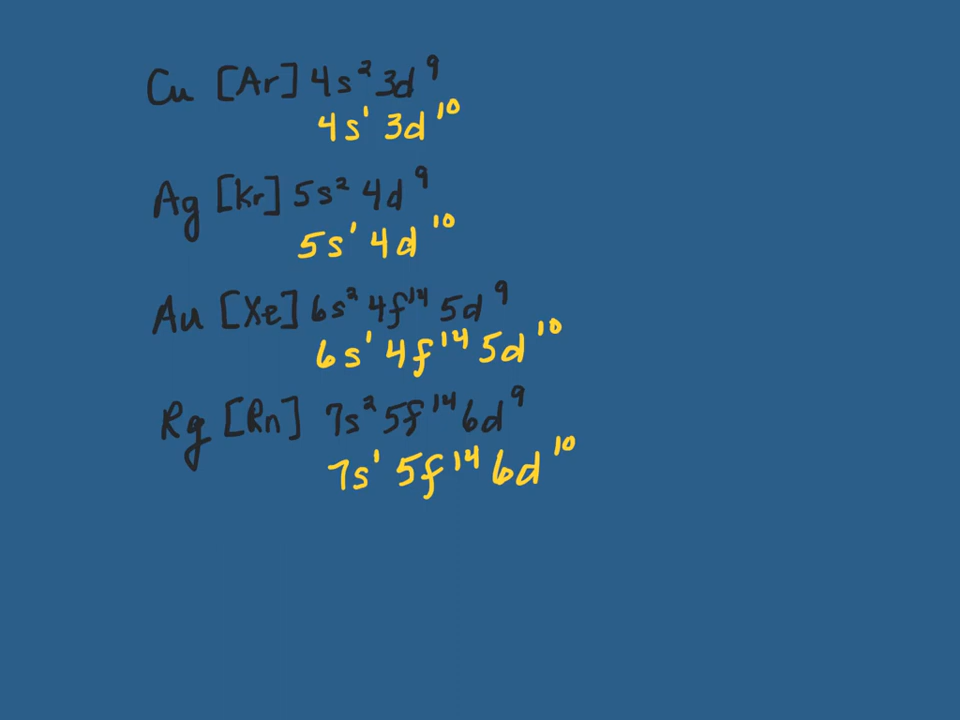 Cu [Ar] 4s² 3d⁹
4s¹ 3d¹⁰
Ag [Kr] 5s² 4d⁹
5s¹ 4d¹⁰
Au [Xe] 6s² 4f¹⁴ 5d⁹
6s¹ 4f¹⁴ 5d¹⁰
Rg [Rn] 7s² 5f¹⁴ 6d⁹
7s¹ 5f¹⁴ 6d¹⁰